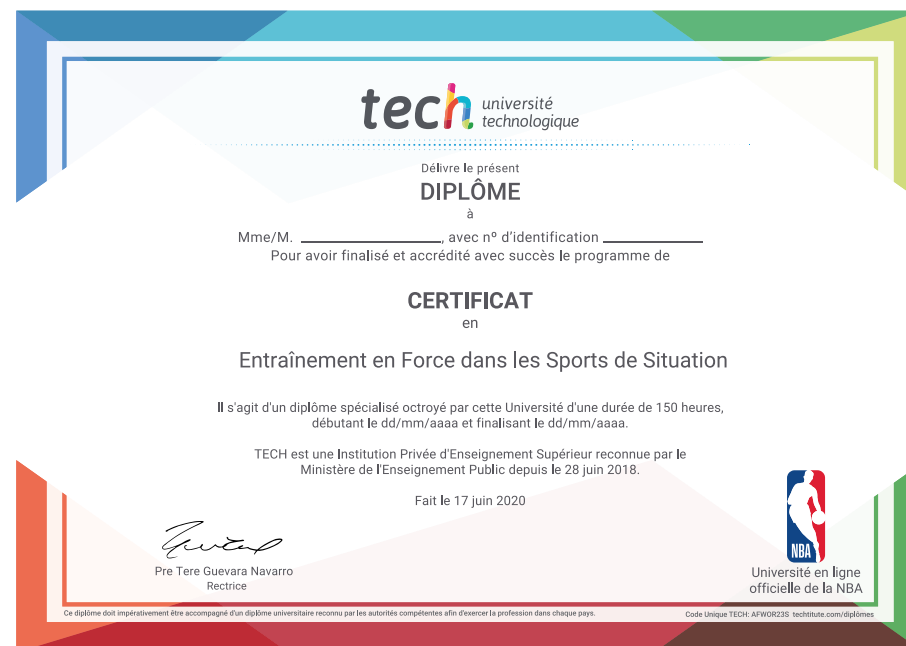 tech université
technologique
Délivre le présent
DIPLÔME
à
Mme/M. ____________________, avec nº d'identification ______________
Pour avoir finalisé et accrédité avec succès le programme de
CERTIFICAT
en
Entraînement en Force dans les Sports de Situation
Il s'agit d'un diplôme spécialisé octroyé par cette Université d'une durée de 150 heures,
débutant le dd/mm/aaaa et finalisant le dd/mm/aaaa.
TECH est une Institution Privée d'Enseignement Supérieur reconnue par le
Ministère de l'Enseignement Public depuis le 28 juin 2018.
Fait le 17 juin 2020
Pre Tere Guevara Navarro
Rectrice
NBA
Université en ligne
officielle de la NBA
Ce diplôme doit impérativement être accompagné d'un diplôme universitaire reconnu par les autorités compétentes afin d'exercer la profession dans chaque pays.
Code Unique TECH: AFWOR23S techtitute.com/diplômes